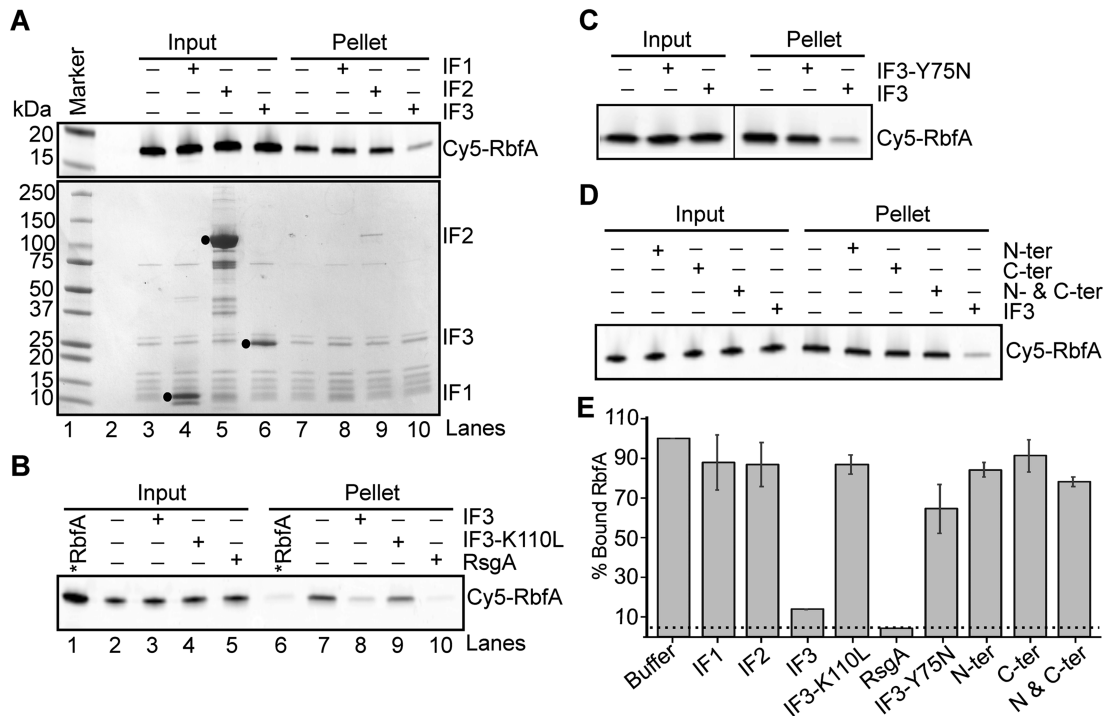 A
Input
Pellet
Marker
– + – – – + – – IF1
– – + – – – + – IF2
kDa
– – – + – – – + IF3
20
15
Cy5-RbfA
250
150
100
75
50
37
25
20
15
10
IF2
IF3
IF1
1 2 3 4 5 6 7 8 9 10 Lanes
B
Input
Pellet
*RbfA – + – – *RbfA – + – – IF3
– – + – – – + – IF3-K110L
– – – + – – – + RsgA
Cy5-RbfA
1 2 3 4 5 6 7 8 9 10 Lanes
C
Input
Pellet
– + – – + – IF3-Y75N
– – + – – + IF3
Cy5-RbfA
D
Input
Pellet
– + – – – – + – – – N-ter
– – + – – – – + – – C-ter
– – – + – – – – + – N- & C-ter
– – – – + – – – – + IF3
Cy5-RbfA
E
% Bound RbfA
110
90
70
50
30
10
Buffer
IF1
IF2
IF3
IF3-K110L
RsgA
IF3-Y75N
N-ter
C-ter
N & C-ter